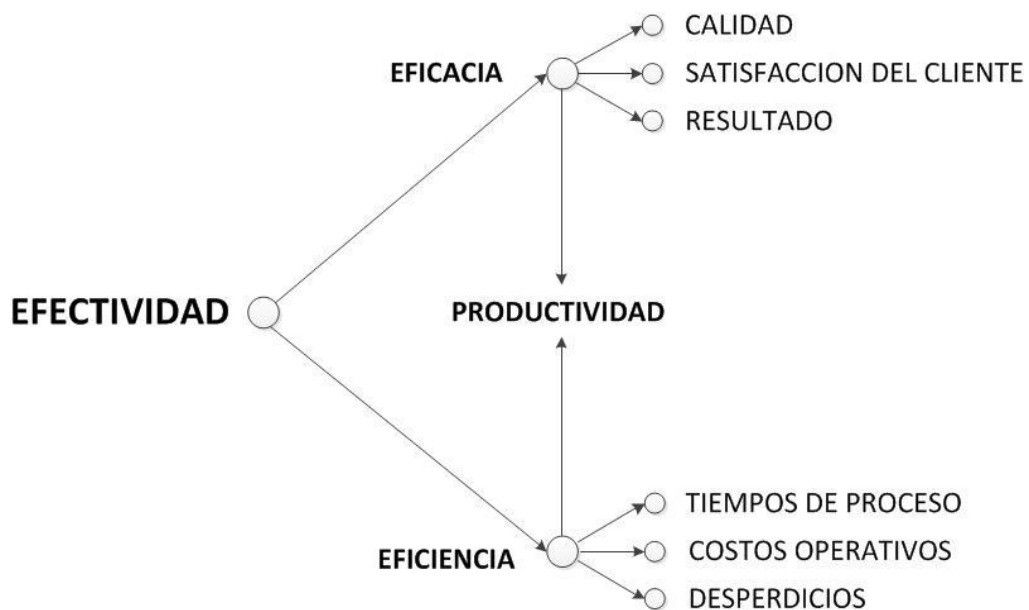 CALIDAD
EFICACIA
SATISFACCION DEL CLIENTE
RESULTADO
EFECTIVIDAD
PRODUCTIVIDAD
TIEMPOS DE PROCESO
EFICIENCIA
COSTOS OPERATIVOS
DESPERDICIOS